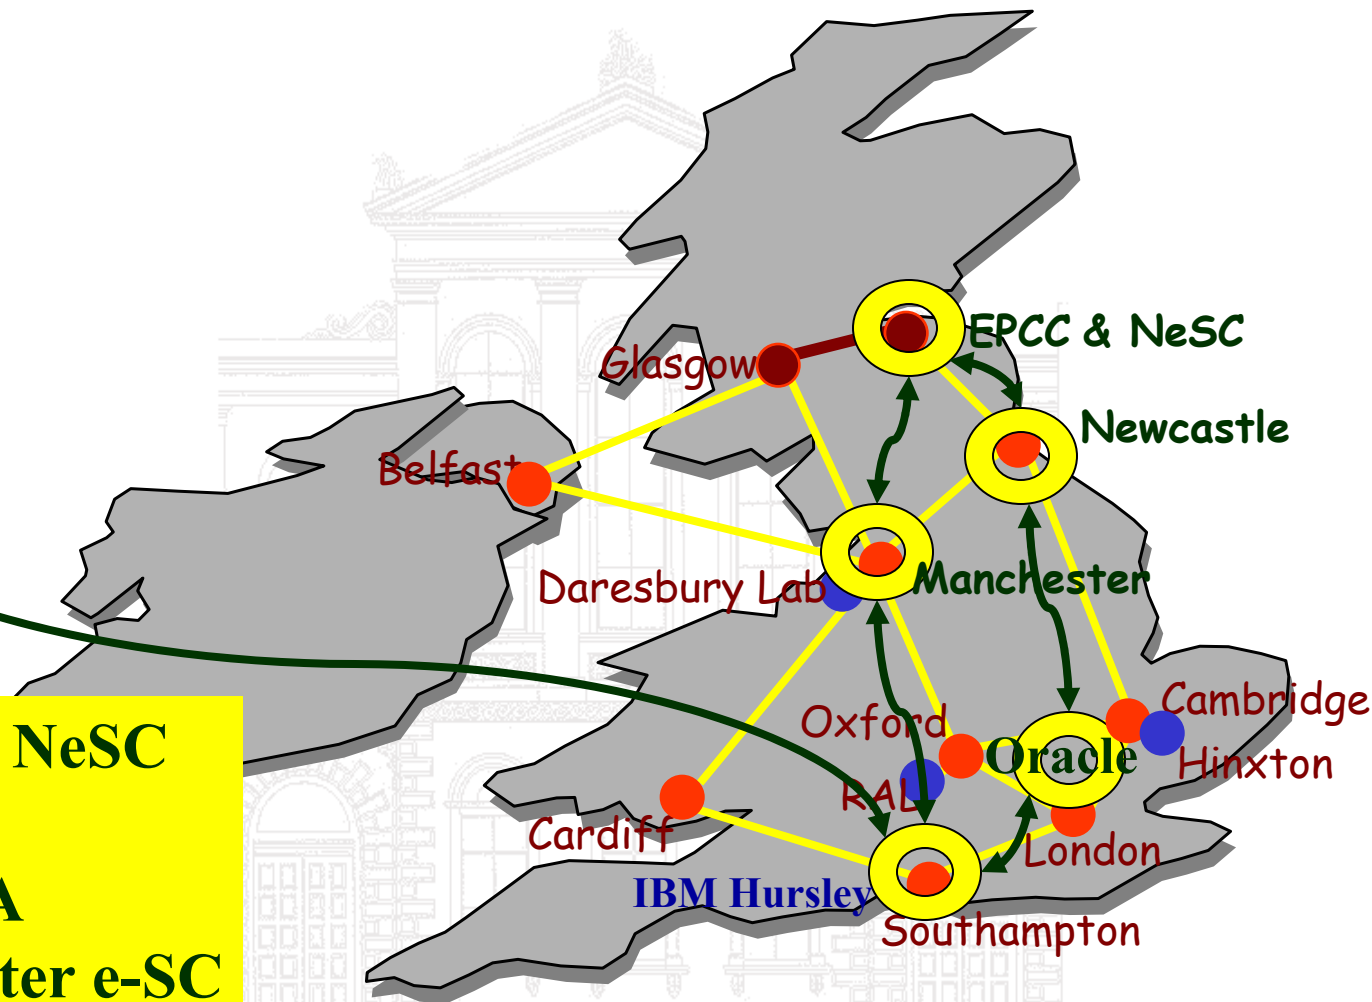 EPCC & NeSC
Glasgow
Newcastle
Belfast
Daresbury Lab
Manchester
Cambridge
Oxford
Oracle
Hinxton
RAL
Cardiff
London
IBM Hursley
Southampton
NeSC
A
ter e-SC